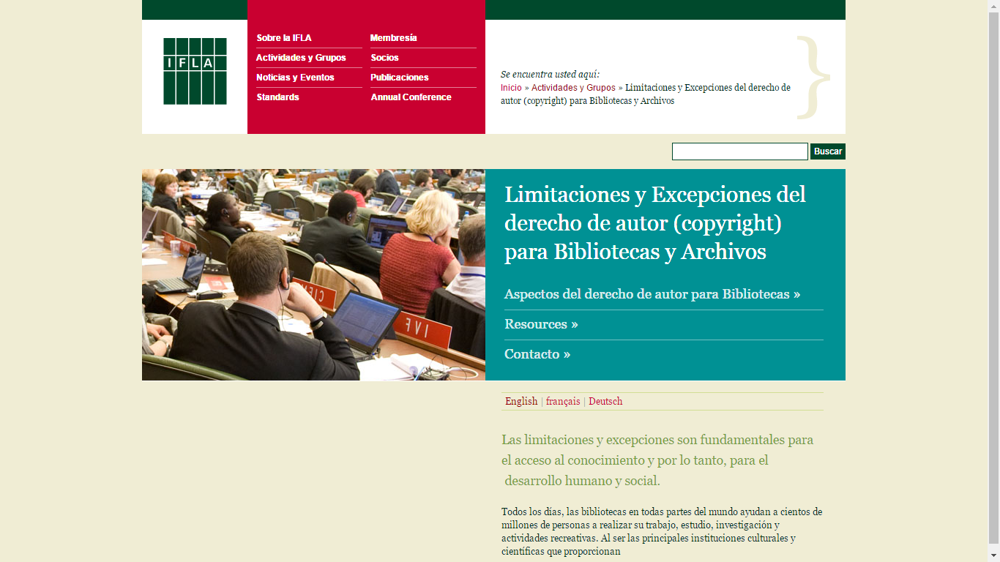 IFLA
Sobre la IFLA
Actividades y Grupos
Noticias y Eventos
Standards
Membresía
Socios
Publicaciones
Annual Conference
Se encuentra usted aquí:
Inicio » Actividades y Grupos » Limitaciones y Excepciones del derecho de
autor (copyright) para Bibliotecas y Archivos
Buscar
CIEL
IVF
Limitaciones y Excepciones del
derecho de autor (copyright)
para Bibliotecas y Archivos
Aspectos del derecho de autor para Bibliotecas »
Resources »
Contacto »
English | français | Deutsch
Las limitaciones y excepciones son fundamentales para
el acceso al conocimiento y por lo tanto, para el
desarrollo humano y social.
Todos los días, las bibliotecas en todas partes del mundo ayudan a cientos de
millones de personas a realizar su trabajo, estudio, investigación y
actividades recreativas. Al ser las principales instituciones culturales y
científicas que proporcionan